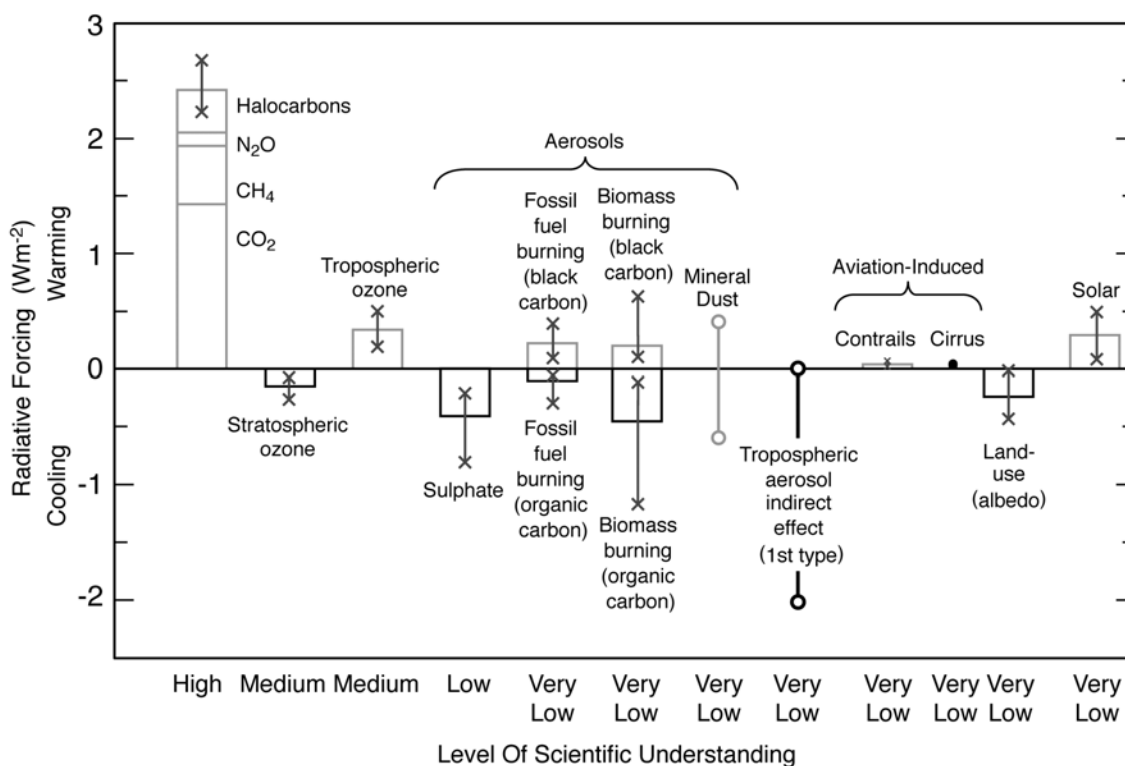 3
2
1
0
-1
-2
Radiative Forcing (Wm-2)
Cooling Warming
Halocarbons
N2O
CH4
CO2
Stratospheric
ozone
Tropospheric
ozone
Aerosols
Sulphate
Fossil
fuel
burning
(black
carbon)
Fossil
fuel
burning
(organic
carbon)
Biomass
burning
(black
carbon)
Biomass
burning
(organic
carbon)
Mineral
Dust
Tropospheric
aerosol
indirect
effect
(1st type)
Aviation-Induced
Contrails
Cirrus
Land-
use
(albedo)
Solar
High
Medium
Medium
Low
Very
Low
Very
Low
Very
Low
Very
Low
Very
Low
Very
Low
Very
Low
Very
Low
Level Of Scientific Understanding